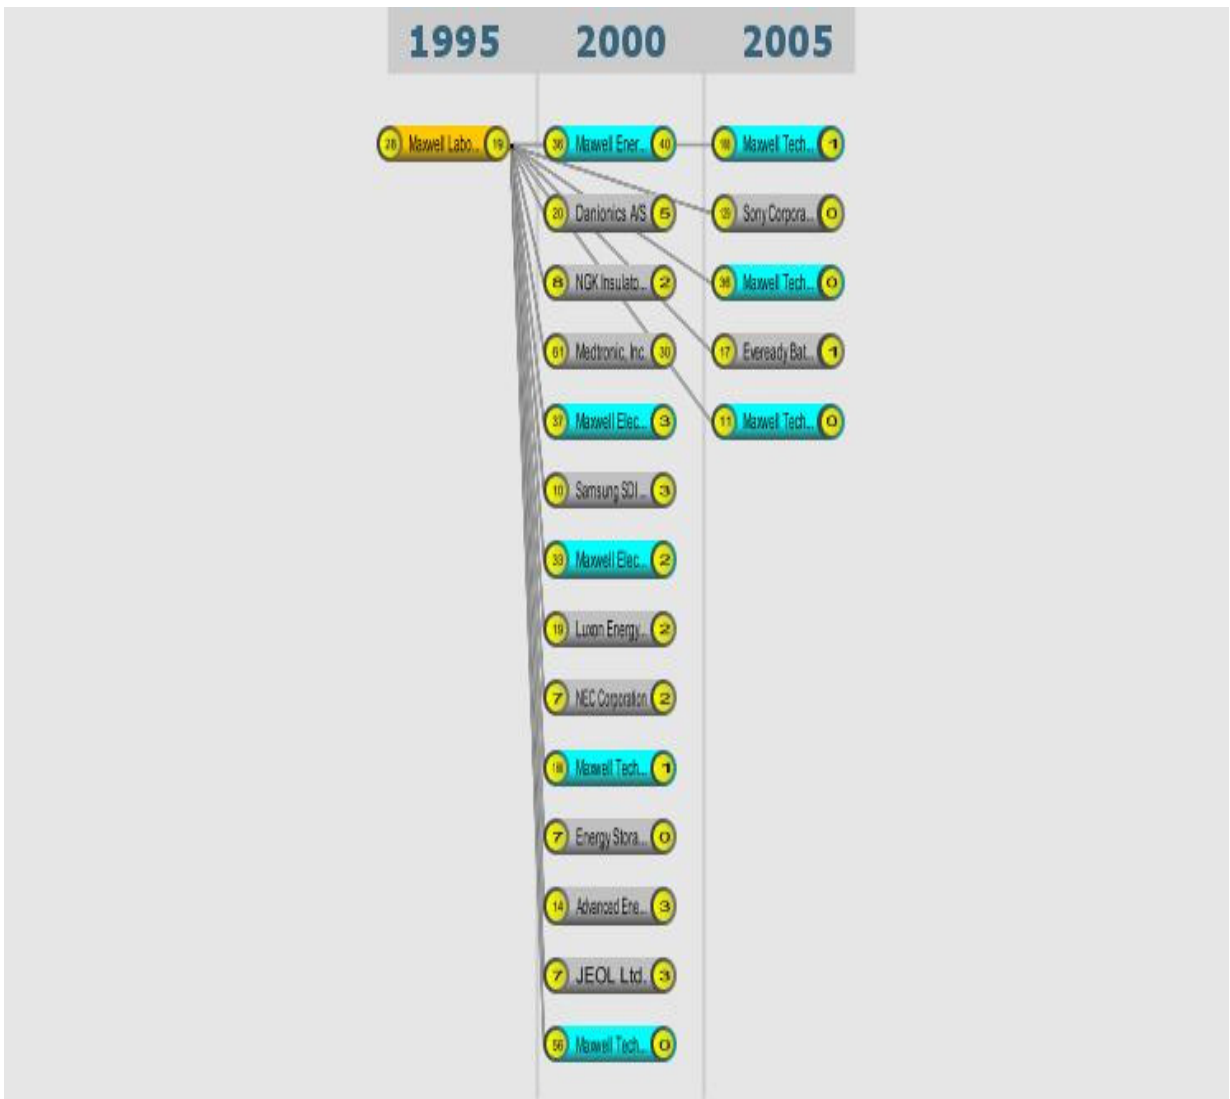 1995 2000 2005
28 Maxwell Labo... 19 36 Maxwell Ener... 40 Maxwell Tech... 1
20 Danionics A/S 5 Sony Corpora... 0
8 NGK Insulato... 2 36 Maxwell Tech... 0
61 Medtronic, Inc. 30 17 Eveready Bat... 1
37 Maxwell Elec... 3 11 Maxwell Tech... 0
10 Samsung SDI ... 3
33 Maxwell Elec... 2
19 Luxon Energy... 2
7 NEC Corporation 2
Maxwell Tech... 1
7 Energy Stora... 0
14 Advanced Ene... 3
7 JEOL Ltd. 3
56 Maxwell Tech... 0